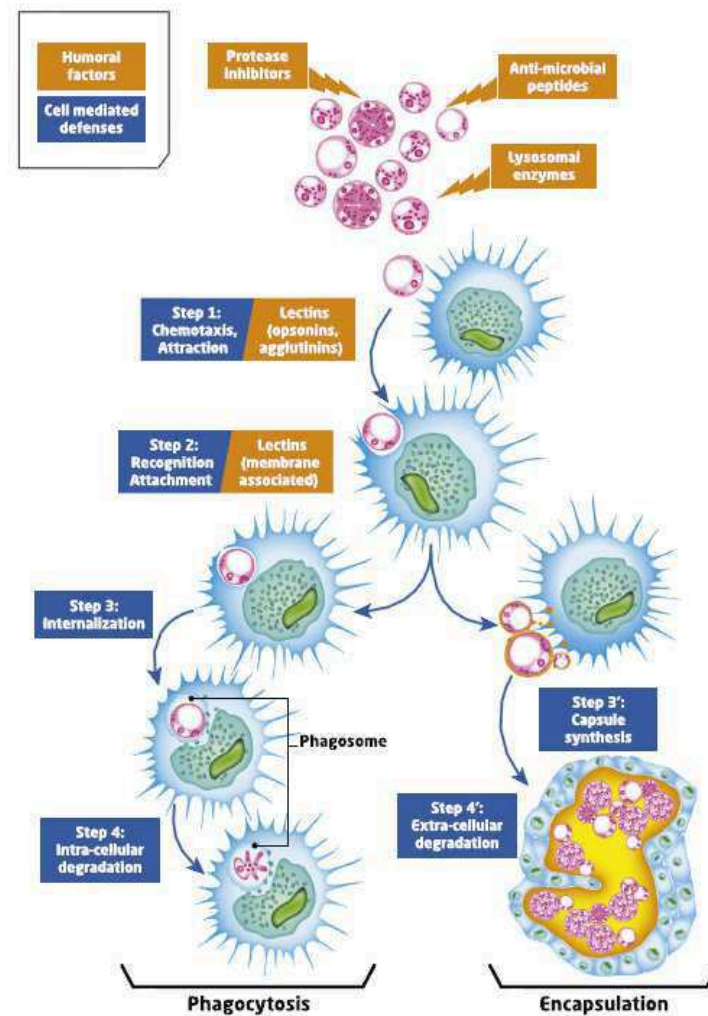 Humoral
factors
Cell mediated
defenses
Protease
inhibitors
Anti-microbial
peptides
Lysosomal
enzymes
Step 1:
Chemotaxis,
Attraction
Lectins
(opsonins,
agglutinins)
Step 2:
Recognition
Attachment
Lectins
(membrane
associated)
Step 3:
Internalization
Step 3':
Capsule
synthesis
Phagosome
Step 4:
Intra-cellular
degradation
Step 4':
Extra-cellular
degradation
Phagocytosis
Encapsulation